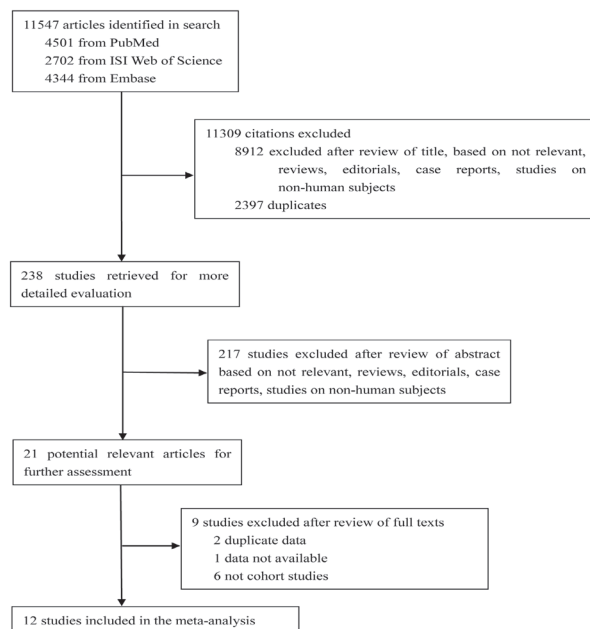 11547 articles identified in search
4501 from PubMed
2702 from ISI Web of Science
4344 from Embase
11309 citations excluded
8912 excluded after review of title, based on not relevant,
reviews, editorials, case reports, studies on
non-human subjects
2397 duplicates
238 studies retrieved for more
detailed evaluation
217 studies excluded after review of abstract
based on not relevant, reviews, editorials, case
reports, studies on non-human subjects
21 potential relevant articles for
further assessment
9 studies excluded after review of full texts
2 duplicate data
1 data not available
6 not cohort studies
12 studies included in the meta-analysis